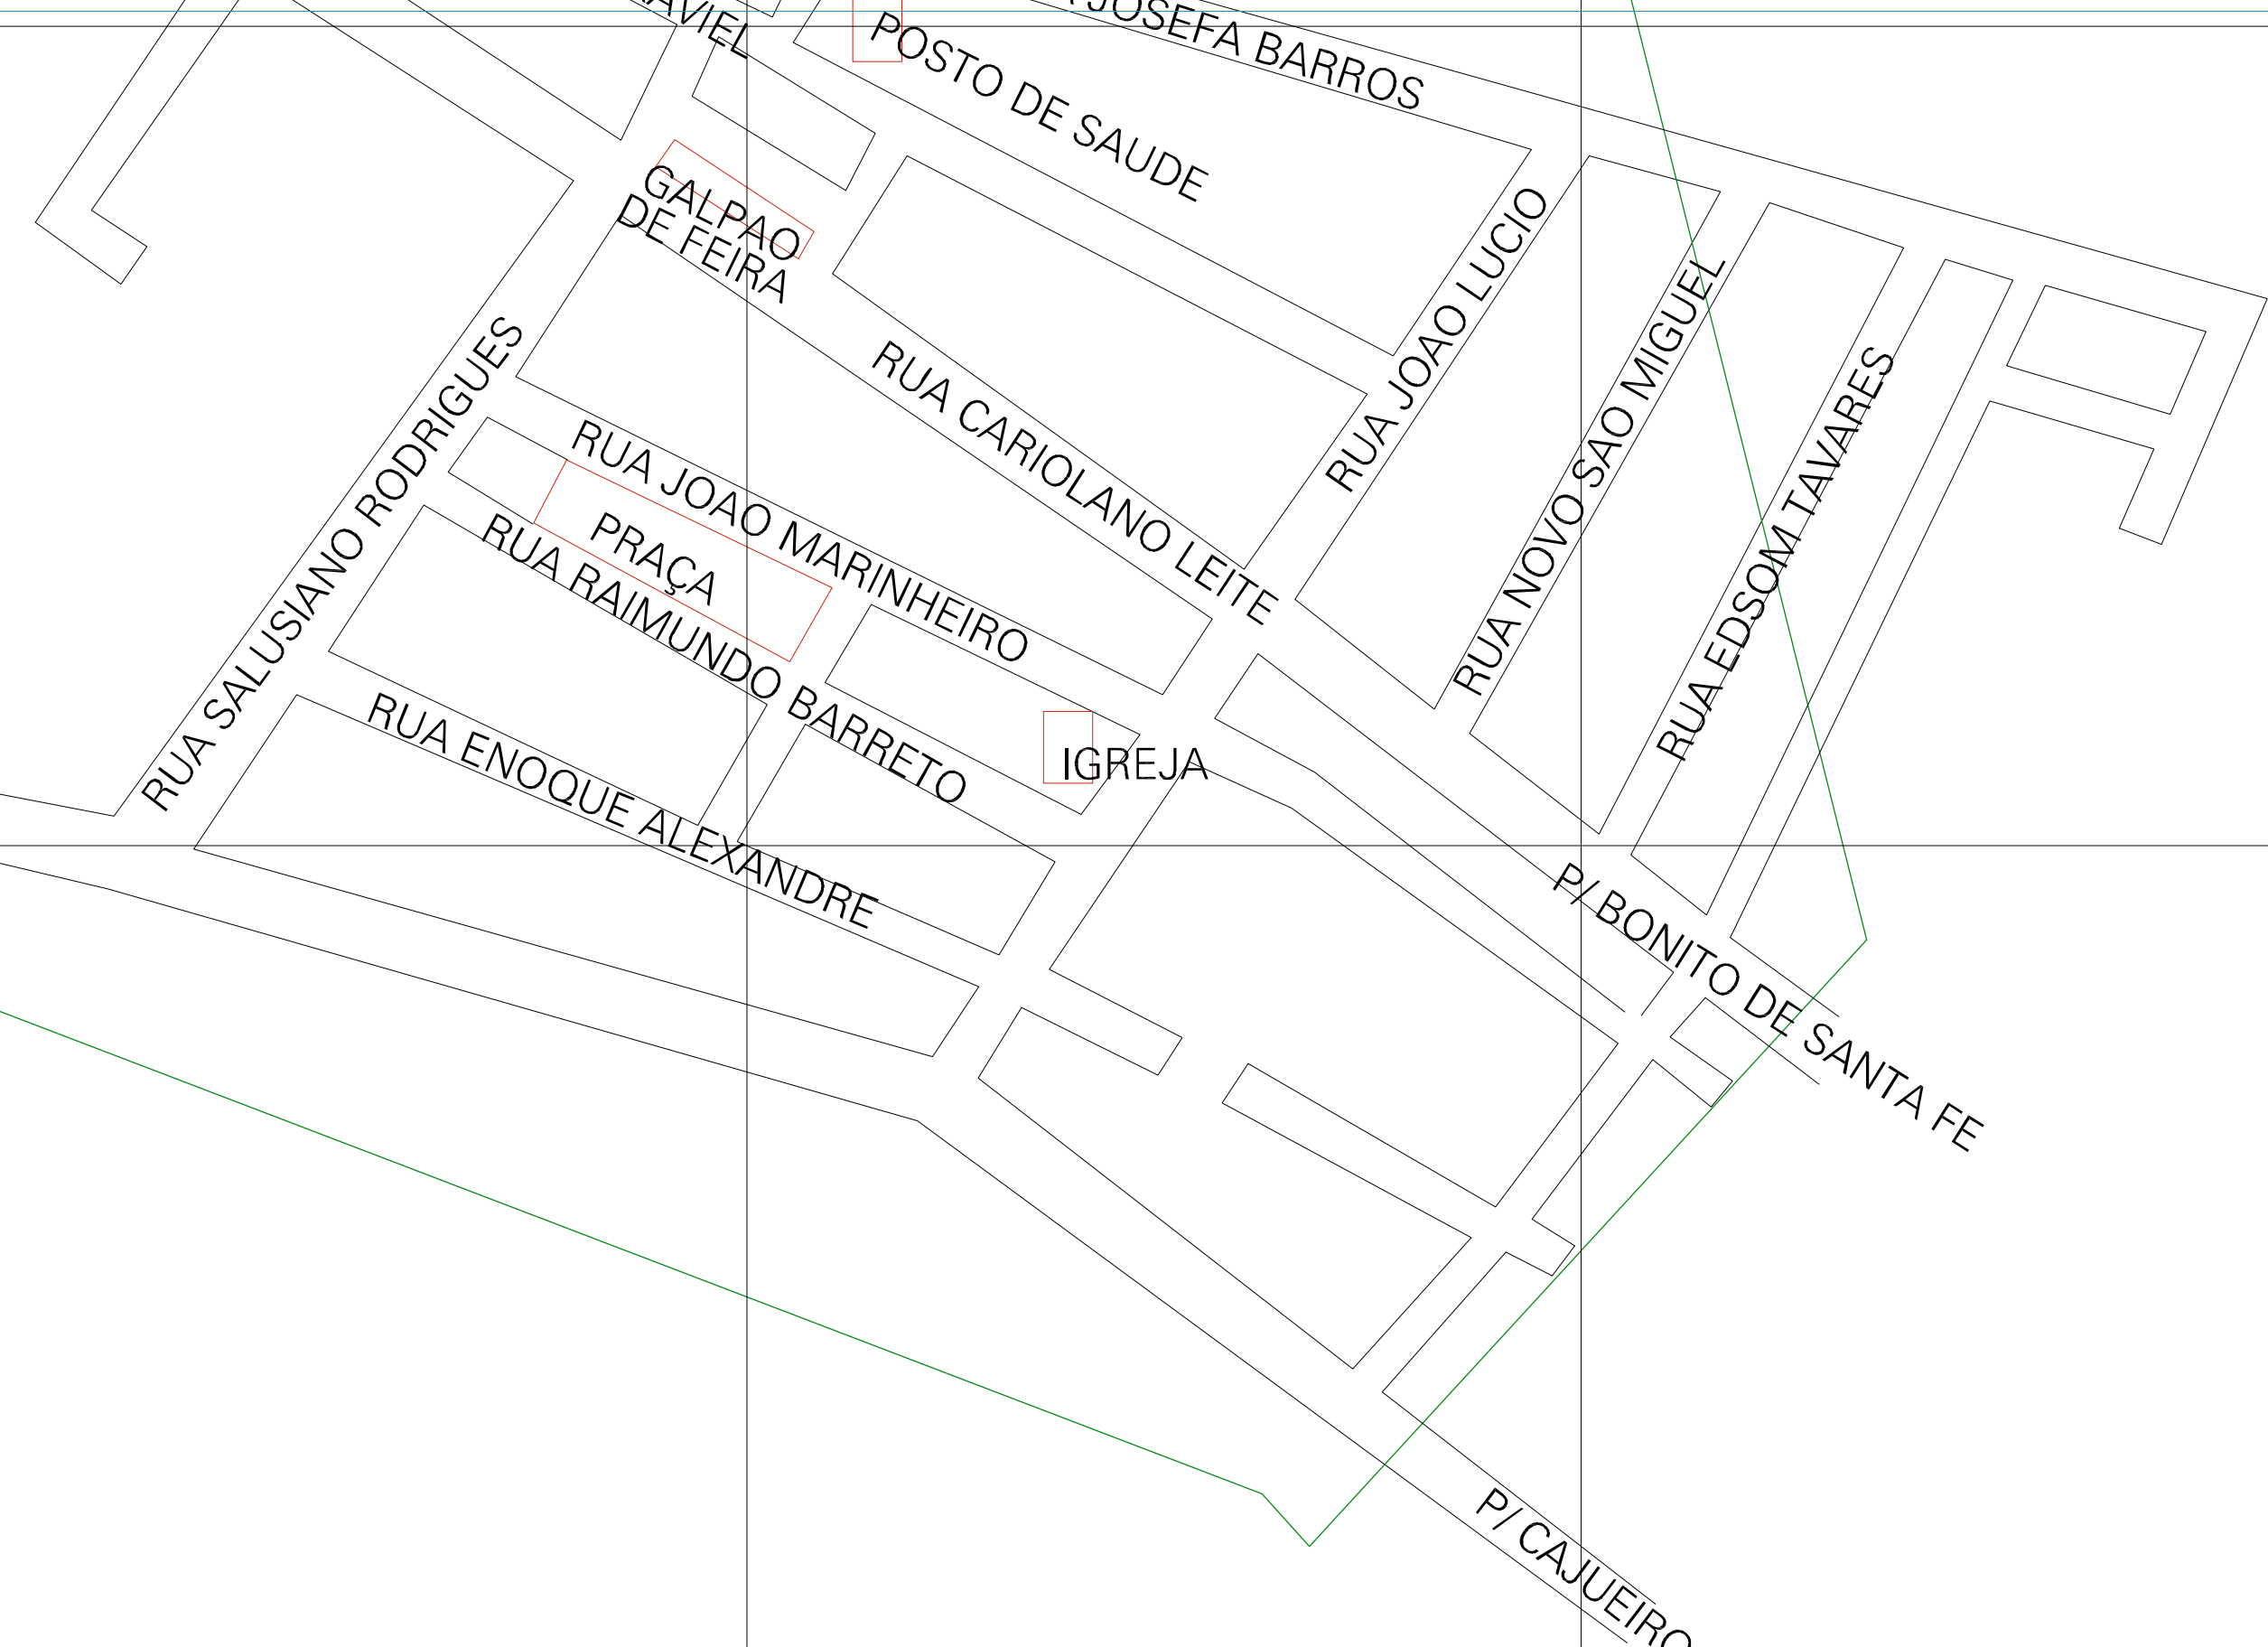 JOSEFA BARROS
POSTO DE SAUDE
GALPAO
DE FEIRA
RUA JOAO LUCIO
RUA NOVO SAO MIGUEL
RUA EDSOM TAVARES
RUA SALUSIANO RODRIGUES
RUA CARIOLANO LEITE
RUA JOAO MARINHEIRO
PRAÇA
RUA RAIMUNDO BARRETO
RUA ENOQUE ALEXANDRE
IGREJA
P/ BONITO DE SANTA FE
P/ CAJUEIRO